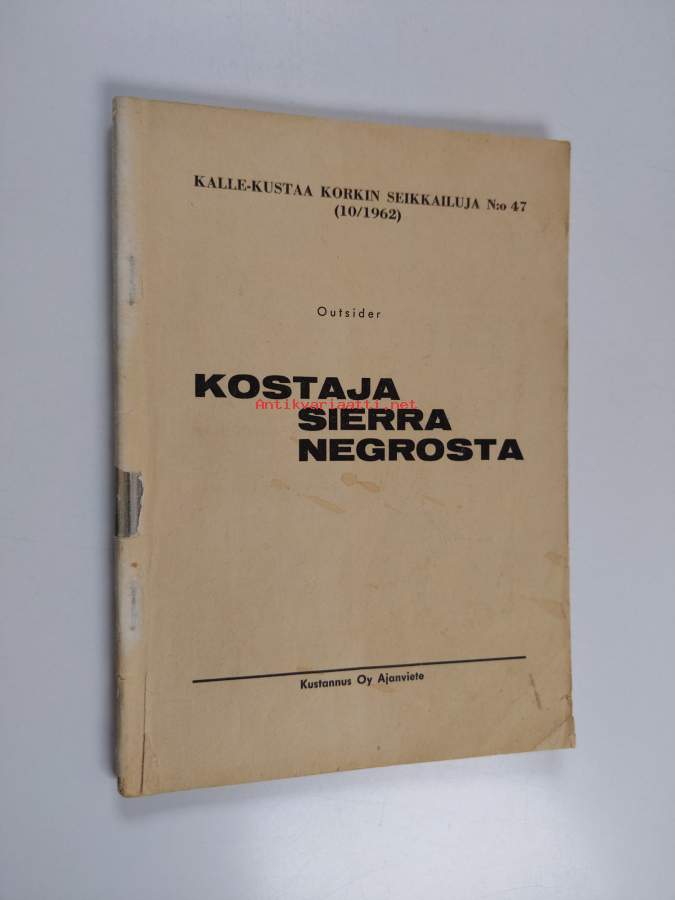 KALLE-KUSTAA KORKIN SEIKKAILUJA N:o 47
(10/1962)
Outsider
KOSTAJA
Antikvariaatti.net
SIERRA
NEGROSTA
Kustannus Oy Ajanviete